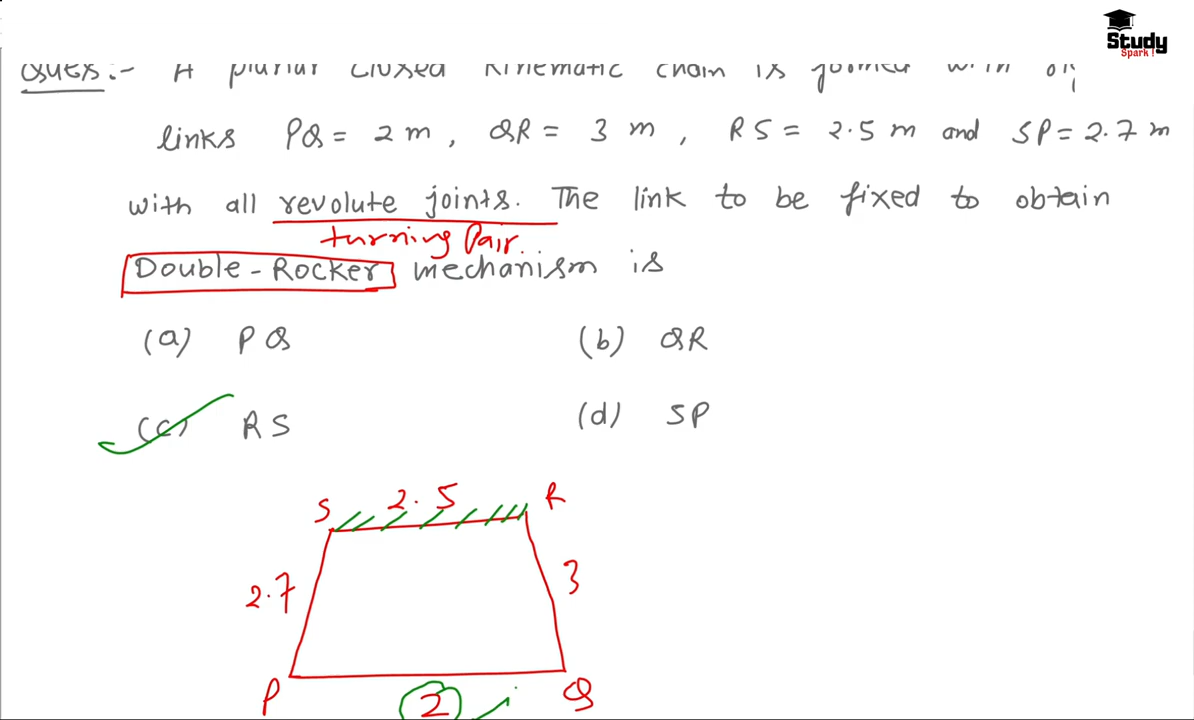 Study
Spark!
Ques:- A planar closed kinematic chain is joined with
links PQ = 2 m, QR = 3 m, RS = 2.5 m and SP = 2.7 m
with all revolute joints. The link to be fixed to obtain
turning Pair.
Double-Rocker mechanism is
(a) PQ (b) QR
(c) RS (d) SP
S 2.5 R
2.7 3
P 2 Q